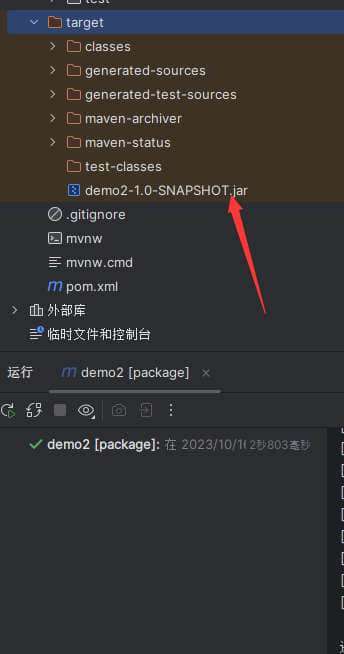 test
target
classes
generated-sources
generated-test-sources
maven-archiver
maven-status
test-classes
demo2-1.0-SNAPSHOT.jar
.gitignore
mvnw
mvnw.cmd
pom.xml
外部库
临时文件和控制台
运行
demo2 [package]
demo2 [package]: 在 2023/10/1 2秒803毫秒